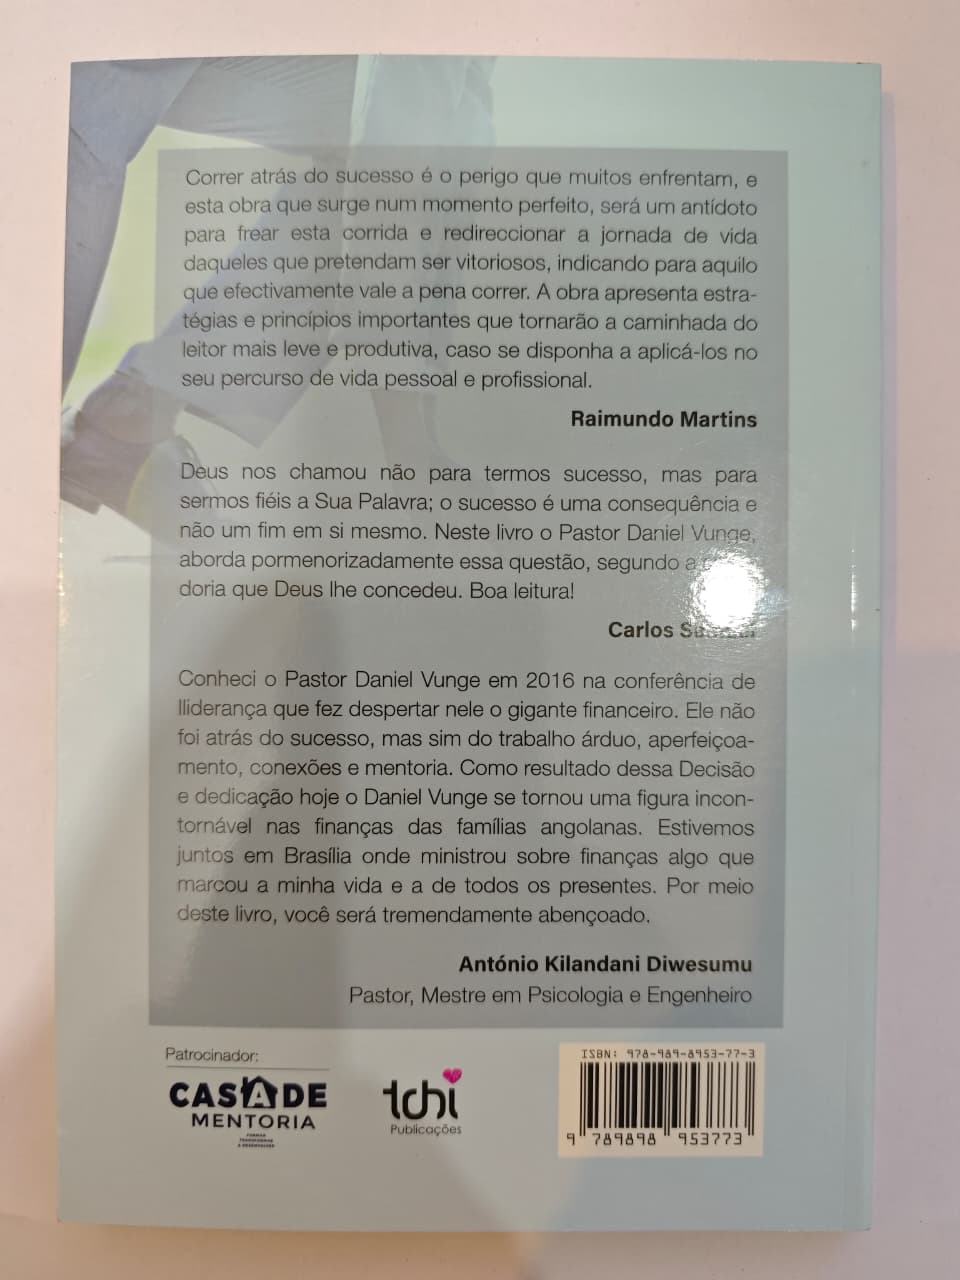 Correr atrás do sucesso é o perigo que muitos enfrentam, e
esta obra que surge num momento perfeito, será um antídoto
para frear esta corrida e redireccionar a jornada de vida
daqueles que pretendam ser vitoriosos, indicando para aquilo
que efectivamente vale a pena correr. A obra apresenta estra-
tégias e princípios importantes que tornarão a caminhada do
leitor mais leve e produtiva, caso se disponha a aplicá-los no
seu percurso de vida pessoal e profissional.
Raimundo Martins
Deus nos chamou não para termos sucesso, mas para
sermos fiéis a Sua Palavra; o sucesso é uma consequência e
não um fim em si mesmo. Neste livro o Pastor Daniel Vunge,
aborda pormenorizadamente essa questão, segundo a
doria que Deus lhe concedeu. Boa leitura!
Carlos
Conheci o Pastor Daniel Vunge em 2016 na conferência de
lliderança que fez despertar nele o gigante financeiro. Ele não
foi atrás do sucesso, mas sim do trabalho árduo, aperfeiçoa-
mento, conexões e mentoria. Como resultado dessa Decisão
e dedicação hoje o Daniel Vunge se tornou uma figura incon-
tornável nas finanças das famílias angolanas. Estivemos
juntos em Brasília onde ministrou sobre finanças algo que
marcou a minha vida e a de todos os presentes. Por meio
deste livro, você será tremendamente abençoado.
António Kilandani Diwesumu
Pastor, Mestre em Psicologia e Engenheiro
Patrocinador:
CASA DE
MENTORIA
FORMAR
TRANSFORMAR
E DESENVOLVER
tchi
Publicações
ISBN: 978-989-8953-77-3
9 789898 953773